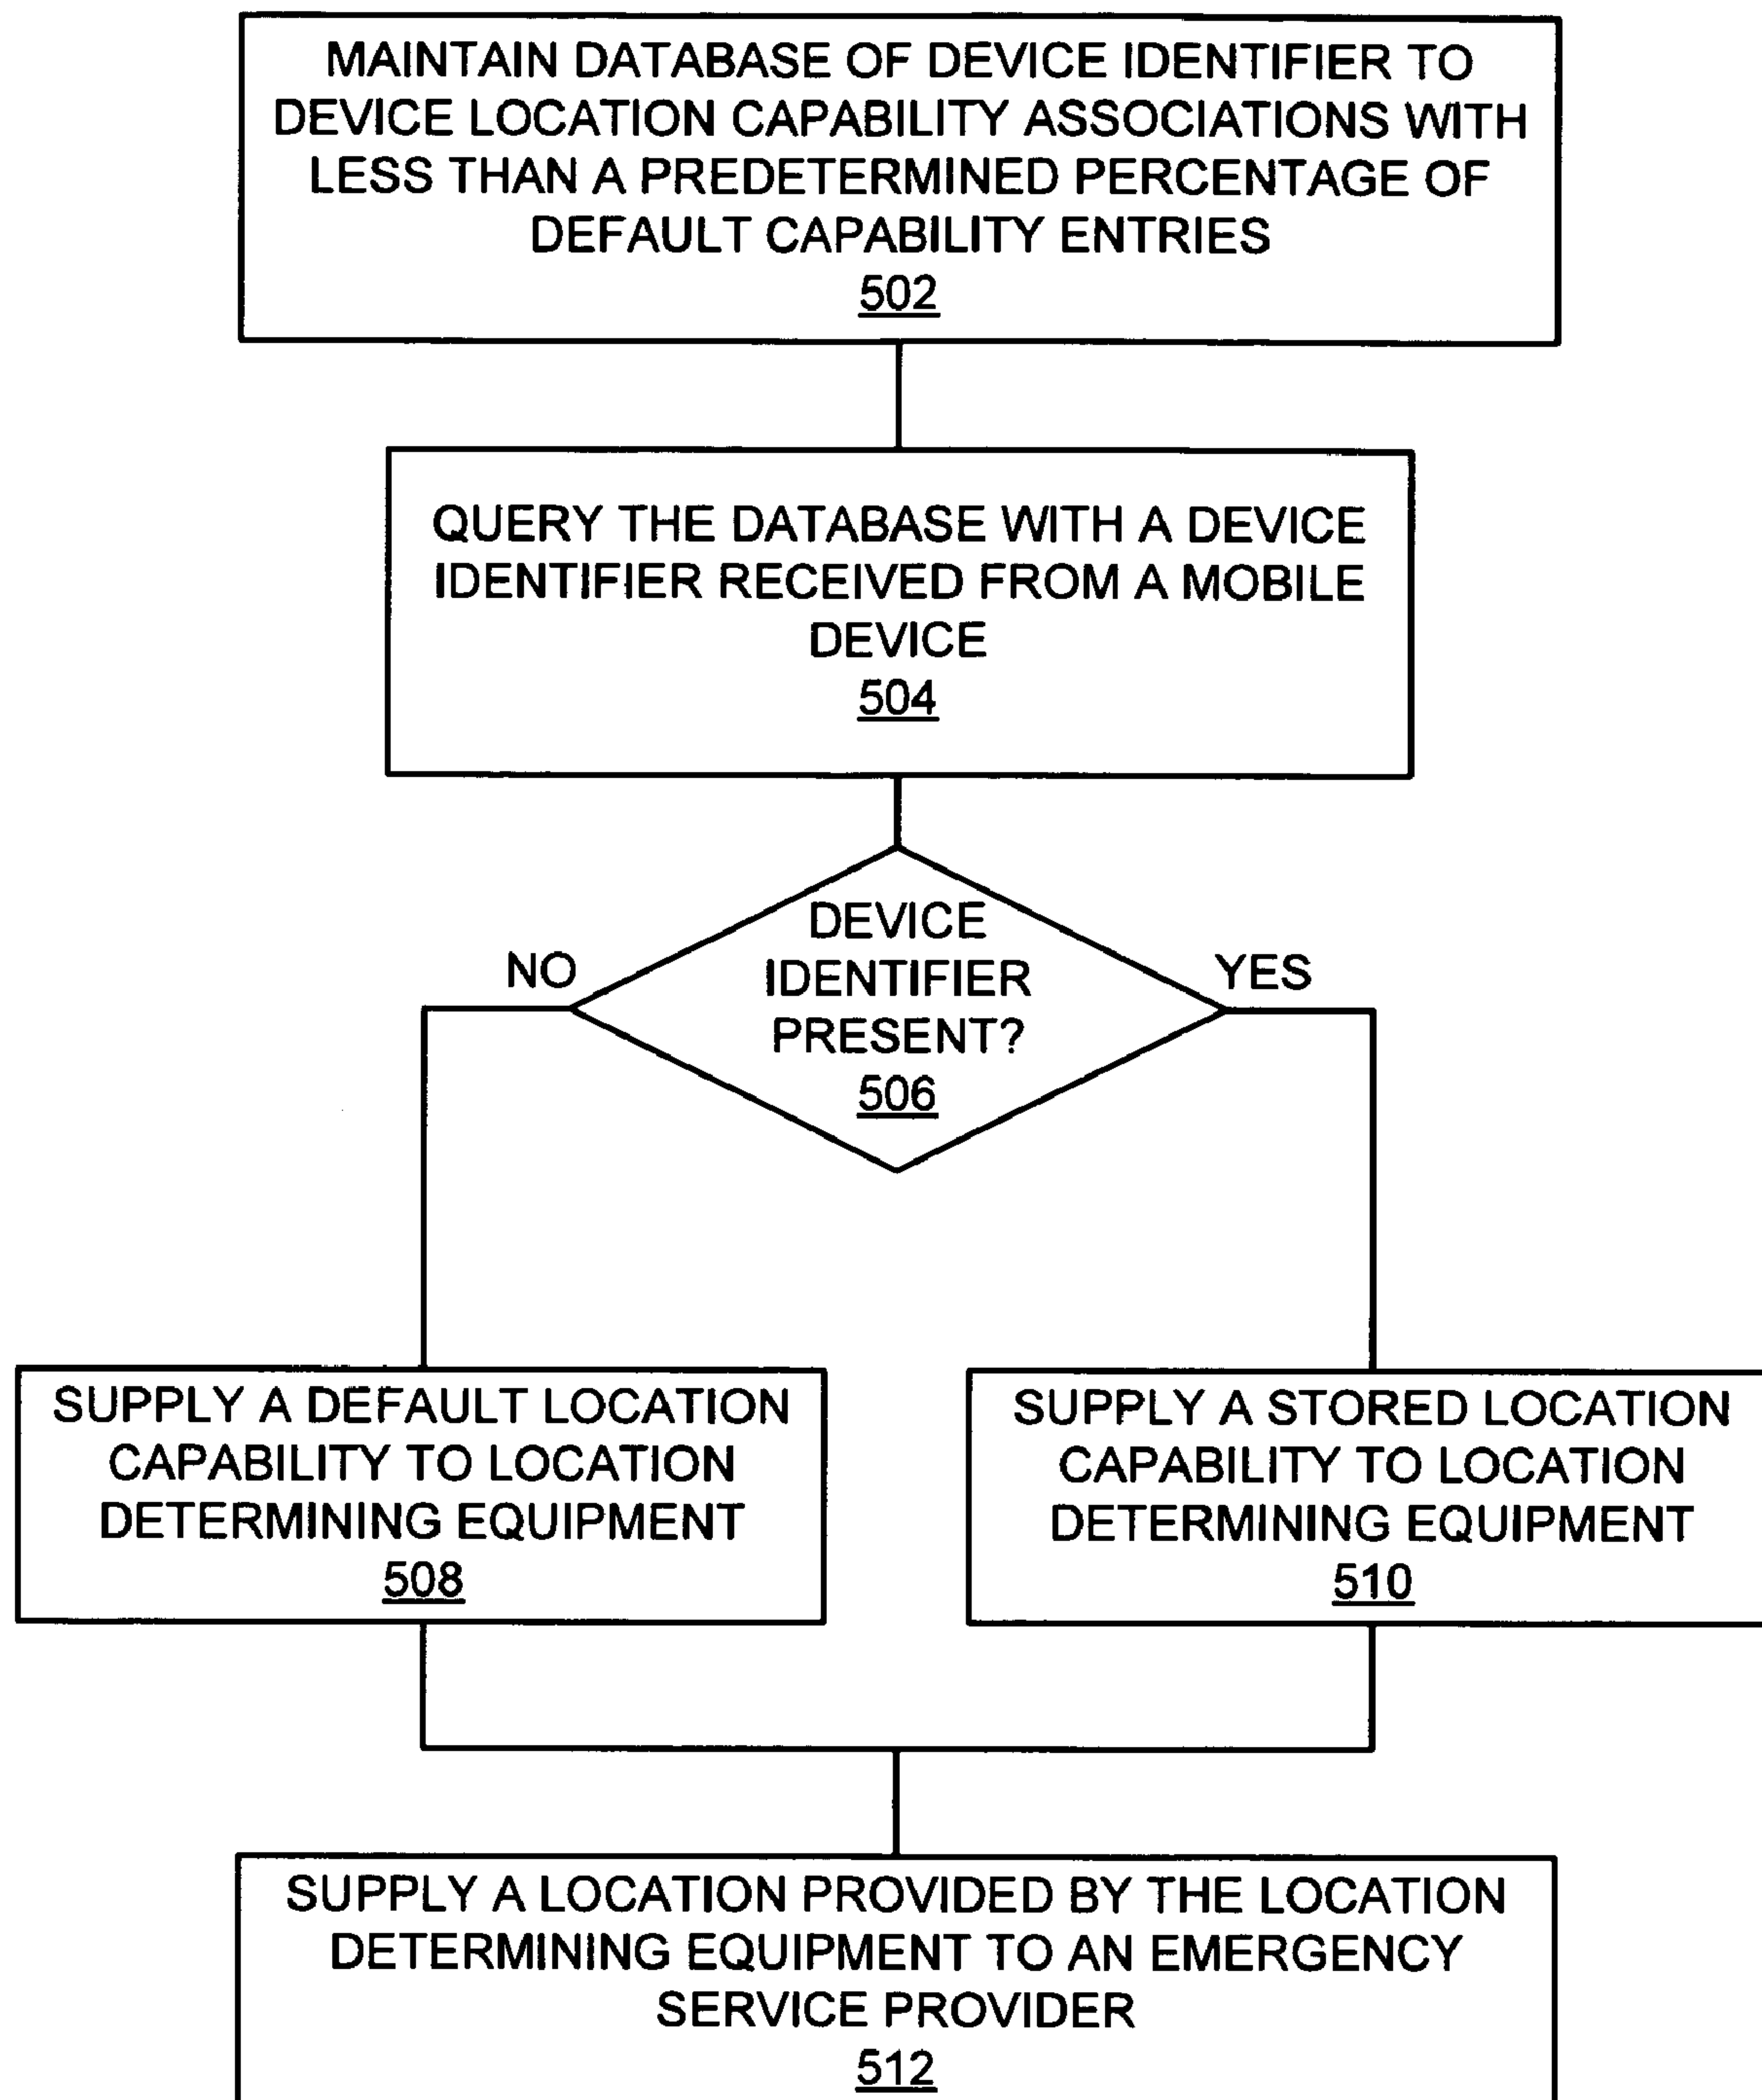 MAINTAIN DATABASE OF DEVICE IDENTIFIER TO
DEVICE LOCATION CAPABILITY ASSOCIATIONS WITH
LESS THAN A PREDETERMINED PERCENTAGE OF
DEFAULT CAPABILITY ENTRIES
502
QUERY THE DATABASE WITH A DEVICE
IDENTIFIER RECEIVED FROM A MOBILE
DEVICE
504
DEVICE
IDENTIFIER
PRESENT?
506
NO
YES
SUPPLY A DEFAULT LOCATION
CAPABILITY TO LOCATION
DETERMINING EQUIPMENT
508
SUPPLY A STORED LOCATION
CAPABILITY TO LOCATION
DETERMINING EQUIPMENT
510
SUPPLY A LOCATION PROVIDED BY THE LOCATION
DETERMINING EQUIPMENT TO AN EMERGENCY
SERVICE PROVIDER
512